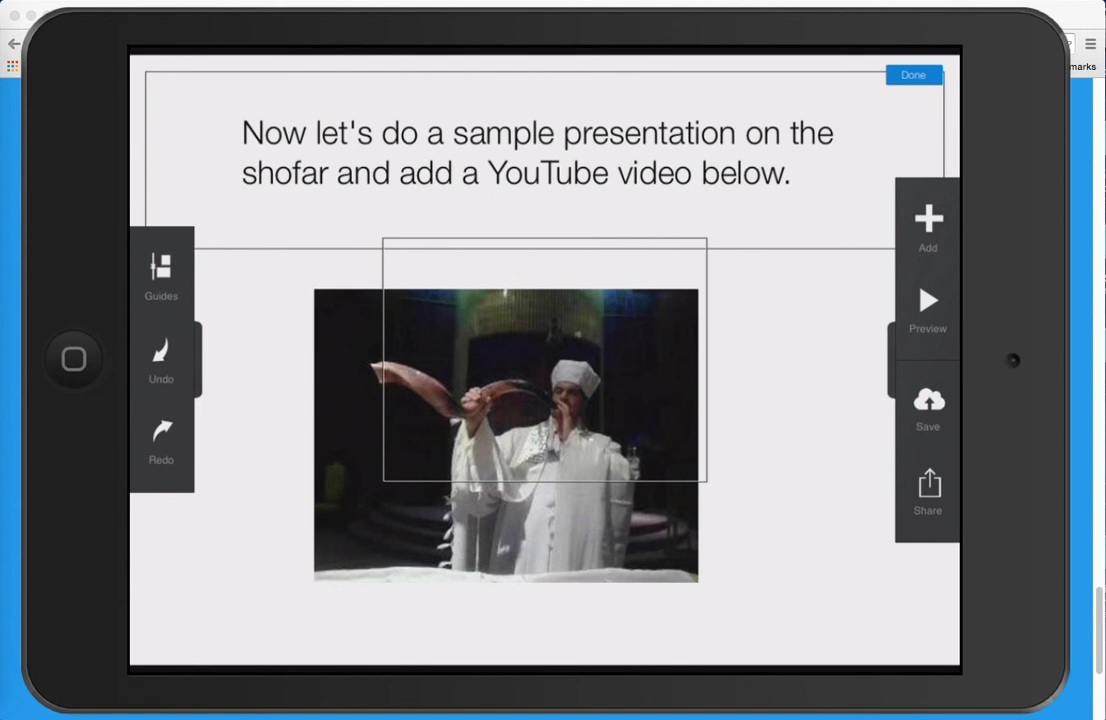 marks
Done
Now let's do a sample presentation on the
shofar and add a YouTube video below.
Guides
Undo
Redo
Add
Preview
Save
Share